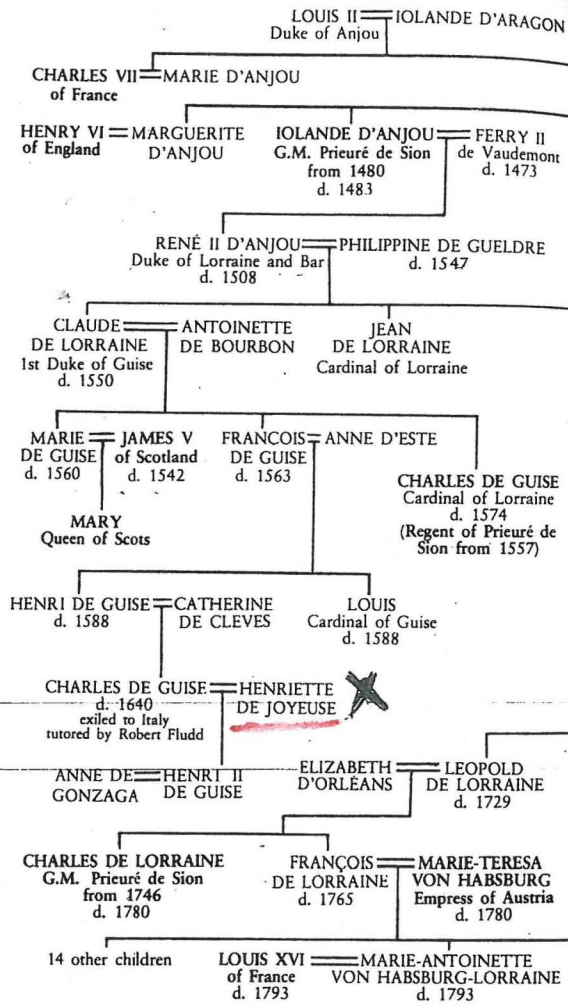 LOUIS II IOLANDE D'ARAGON
Duke of Anjou
CHARLES VII MARIE D'ANJOU
of France
HENRY VI MARGUERITE IOLANDE D'ANJOU FERRY II
of England D'ANJOU G.M. Prieuré de Sion de Vaudemont
from 1480 d. 1473
d. 1483
RENÉ II D'ANJOU PHILIPPINE DE GUELDRE
Duke of Lorraine and Bar d. 1547
d. 1508
CLAUDE ANTOINETTE JEAN
DE LORRAINE DE BOURBON DE LORRAINE
1st Duke of Guise Cardinal of Lorraine
d. 1550
MARIE JAMES V FRANCOIS ANNE D'ESTE
DE GUISE of Scotland DE GUISE
d. 1560 d. 1542 d. 1563
CHARLES DE GUISE
Cardinal of Lorraine
d. 1574
(Regent of Prieuré de
Sion from 1557)
MARY
Queen of Scots
HENRI DE GUISE CATHERINE LOUIS
d. 1588 DE CLEVES Cardinal of Guise
d. 1588
CHARLES DE GUISE HENRIETTE
d. 1640 DE JOYEUSE
exiled to Italy
tutored by Robert Fludd
ANNE DE HENRI II ELIZABETH LEOPOLD
GONZAGA DE GUISE D'ORLÉANS DE LORRAINE
d. 1729
CHARLES DE LORRAINE FRANÇOIS MARIE-TERESA
G.M. Prieuré de Sion DE LORRAINE VON HABSBURG
from 1746 d. 1765 Empress of Austria
d. 1780 d. 1780
14 other children LOUIS XVI MARIE-ANTOINETTE
of France VON HABSBURG-LORRAINE
d. 1793 d. 1793